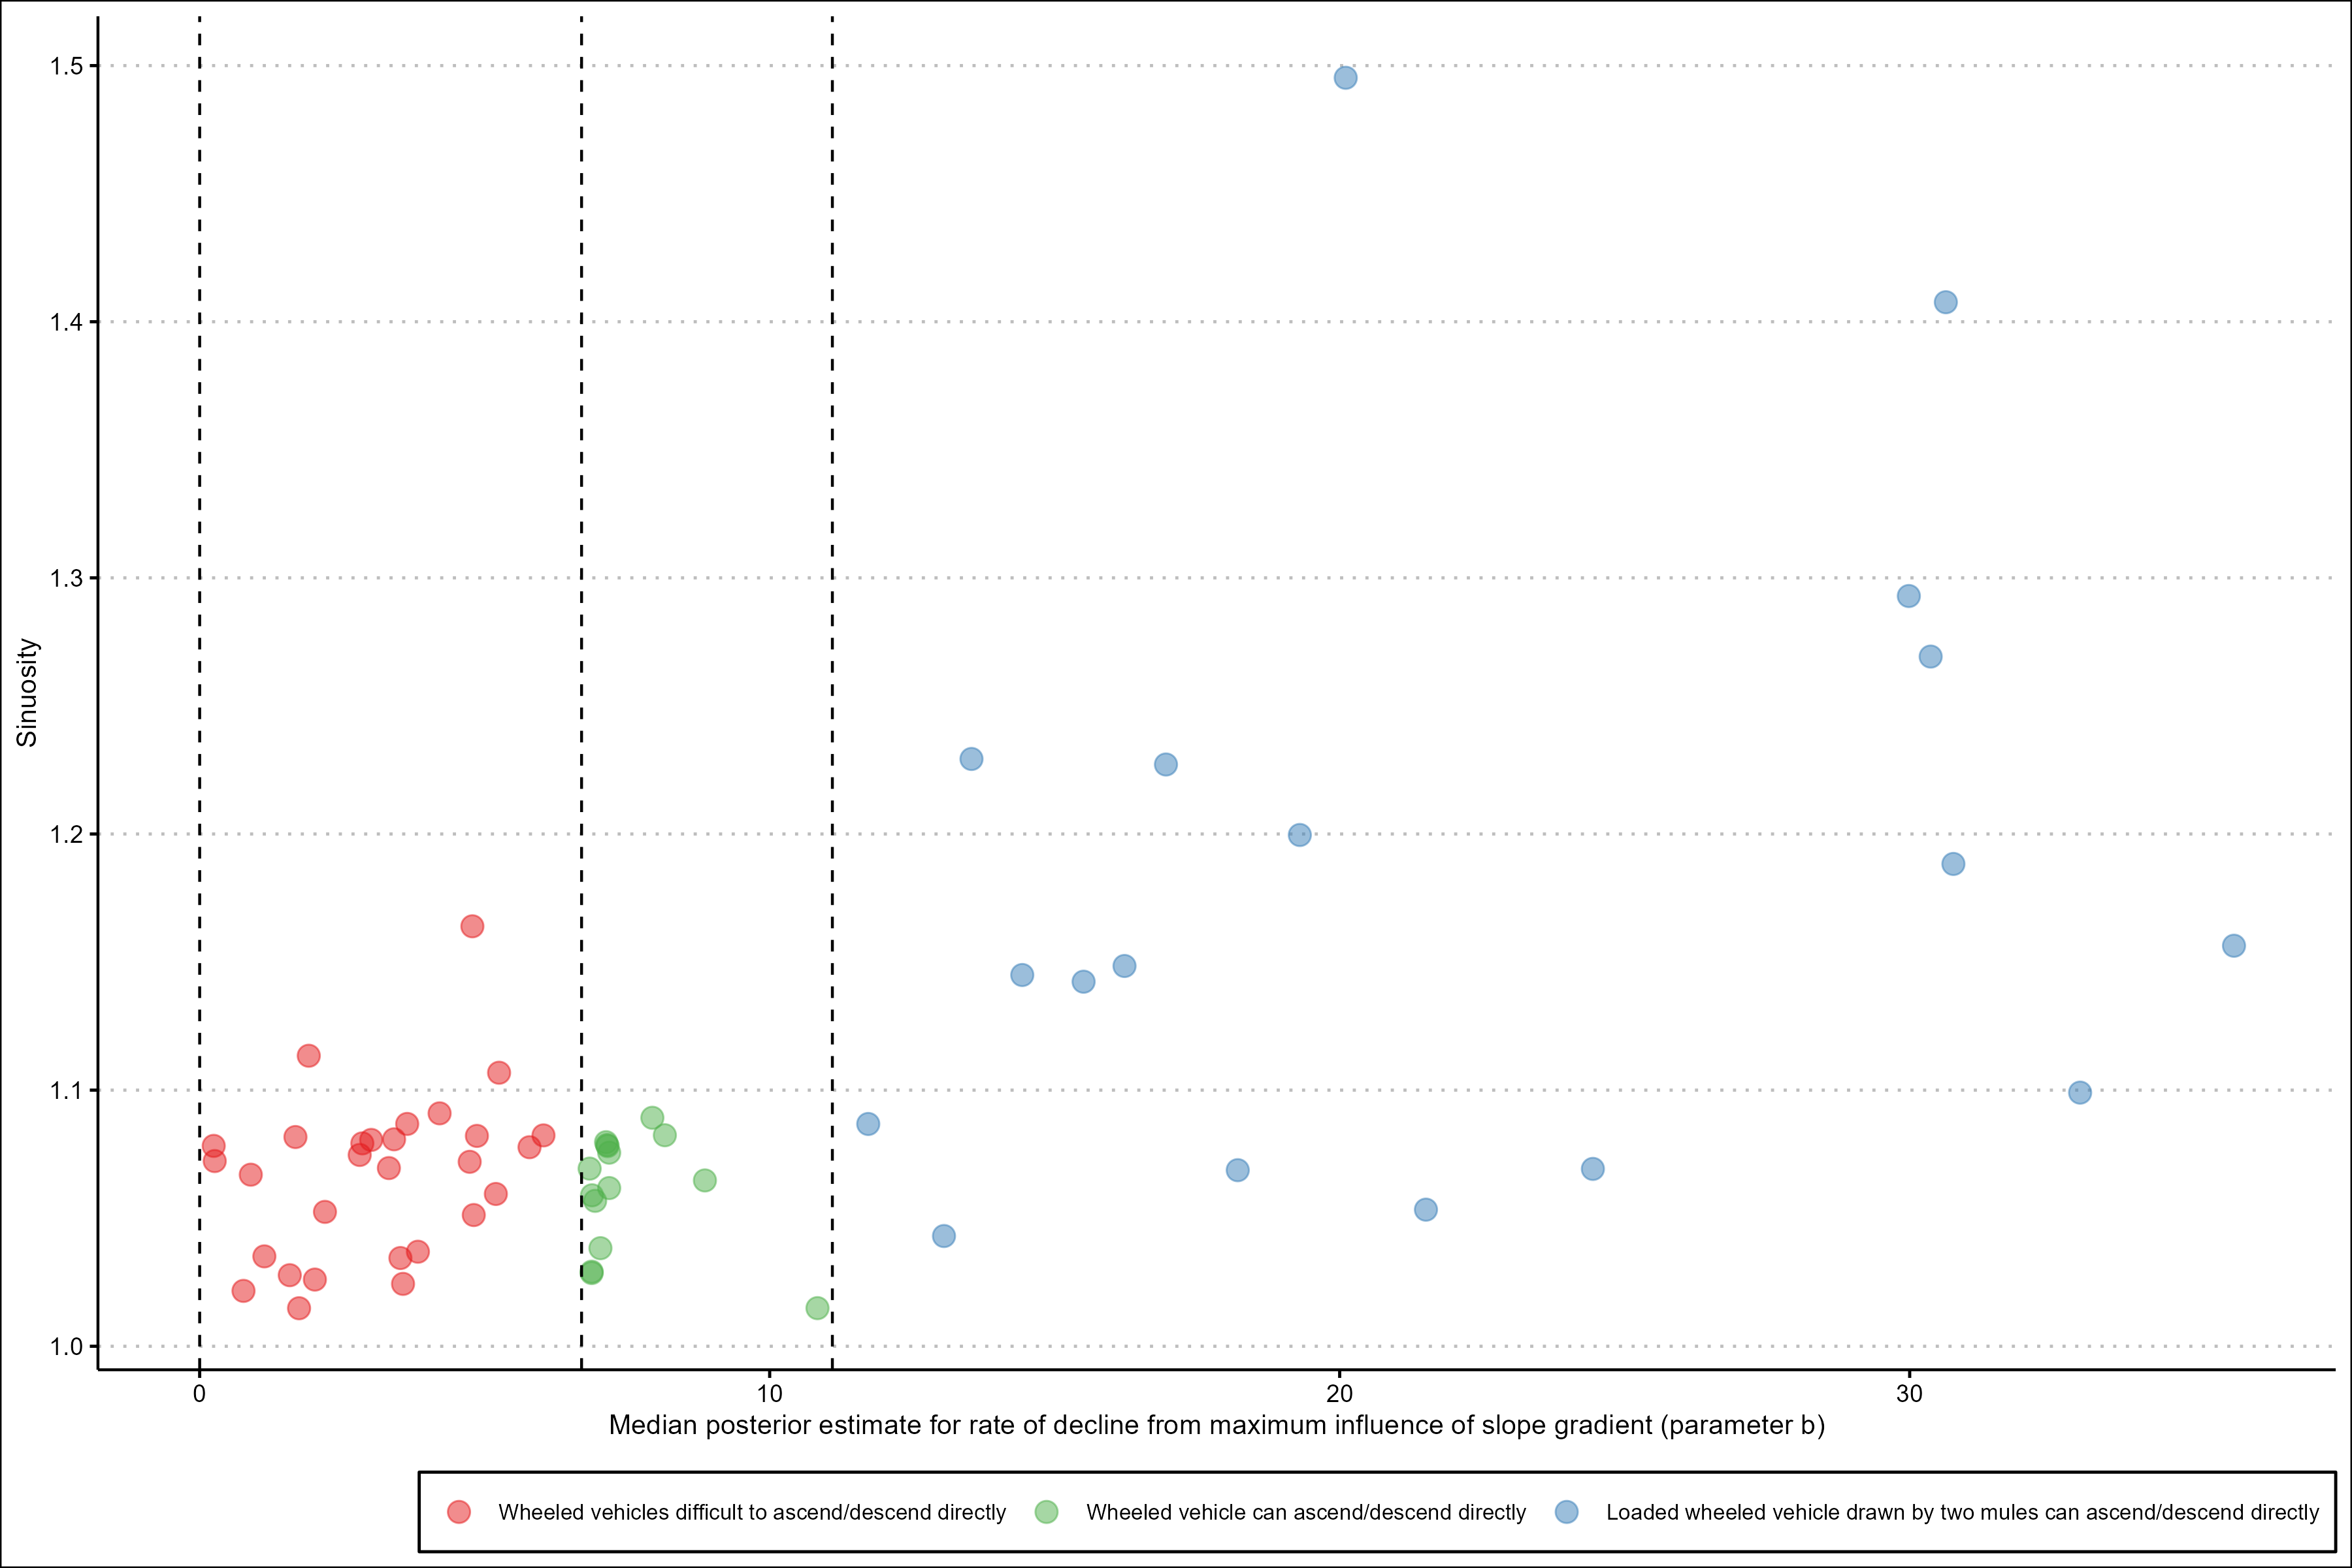 1.5
1.4
1.3
1.2
1.1
1.0
Sinuosity
0 10 20 30
Median posterior estimate for rate of decline from maximum influence of slope gradient (parameter b)
Wheeled vehicles difficult to ascend/descend directly Wheeled vehicle can ascend/descend directly Loaded wheeled vehicle drawn by two mules can ascend/descend directly